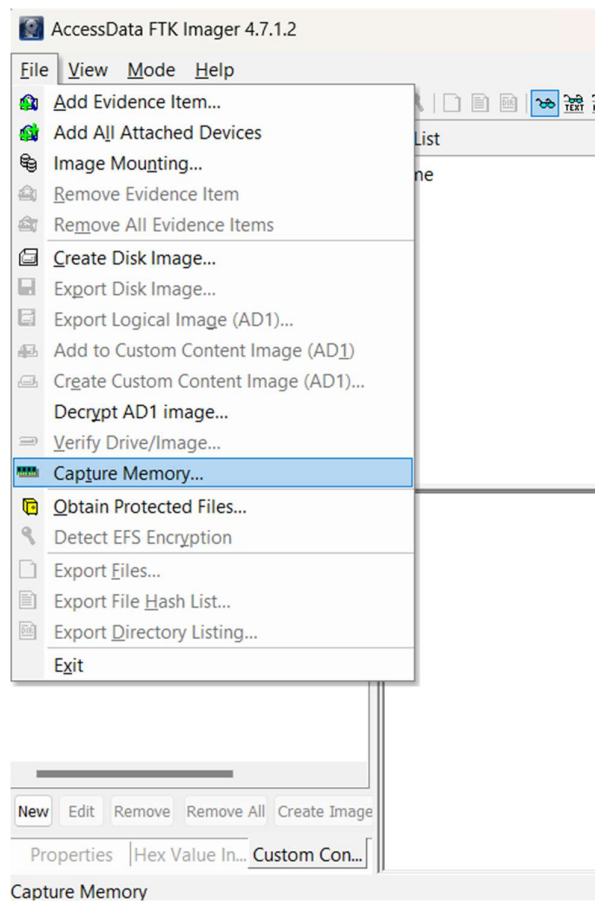 AccessData FTK Imager 4.7.1.2
File View Mode Help
Add Evidence Item...
Add All Attached Devices
Image Mounting...
Remove Evidence Item
Remove All Evidence Items
Create Disk Image...
Export Disk Image...
Export Logical Image (AD1)...
Add to Custom Content Image (AD1)
Create Custom Content Image (AD1)...
Decrypt AD1 image...
Verify Drive/Image...
Capture Memory...
Obtain Protected Files...
Detect EFS Encryption
Export Files...
Export File Hash List...
Export Directory Listing...
Exit
TEXT
List
me
New Edit Remove Remove All Create Image
Properties Hex Value In... Custom Con...
Capture Memory